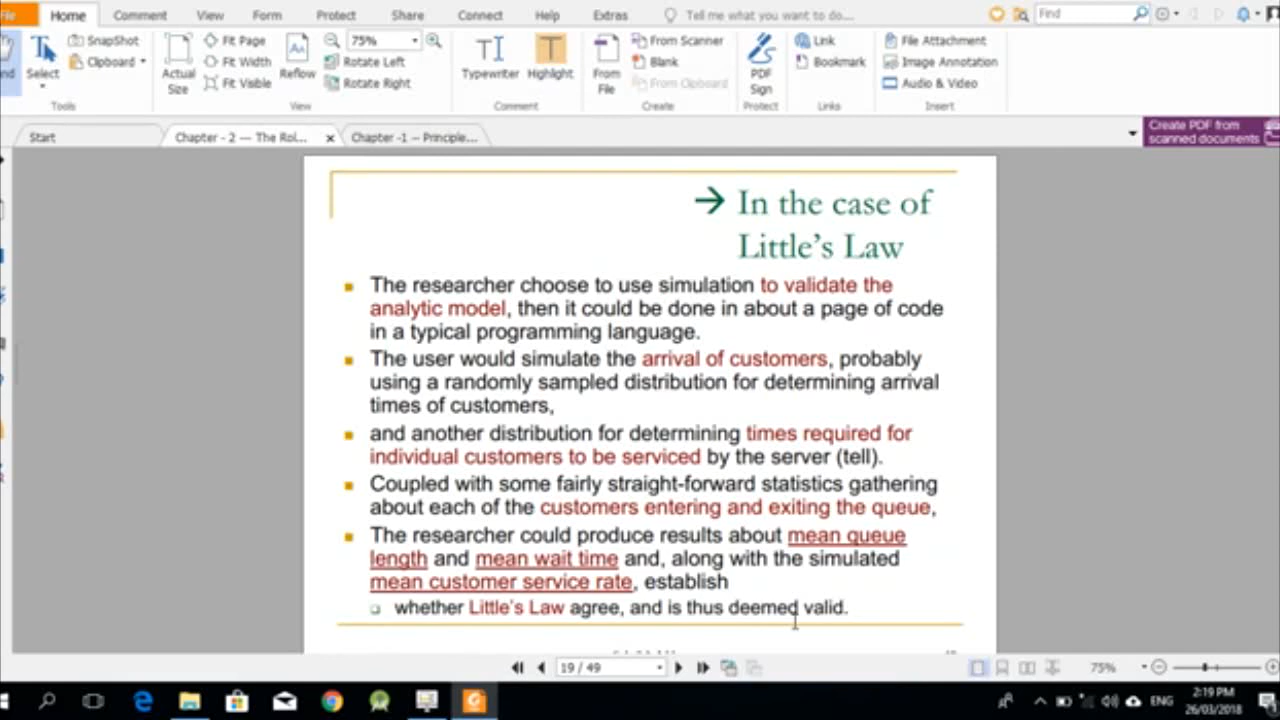 File Home Comment View Form Protect Share Connect Help Extras Tell me what you want to do... Find
SnapShot Fit Page 75% From Scanner Link File Attachment
Select Clipboard Actual Size Fit Width Reflow Rotate Left Typewriter Highlight From File Blank PDF Sign Bookmark Image Annotation
Fit Visible Rotate Right From Clipboard Audio & Video
Tools View Comment Create Protect Links Insert
Start Chapter - 2 --- The Rol... x Chapter -1 -- Principle... Create PDF from
scanned documents
→ In the case of
Little's Law
The researcher choose to use simulation to validate the
analytic model, then it could be done in about a page of code
in a typical programming language.
The user would simulate the arrival of customers, probably
using a randomly sampled distribution for determining arrival
times of customers,
and another distribution for determining times required for
individual customers to be serviced by the server (tell).
Coupled with some fairly straight-forward statistics gathering
about each of the customers entering and exiting the queue,
The researcher could produce results about mean queue
length and mean wait time and, along with the simulated
mean customer service rate, establish
whether Little's Law agree, and is thus deemed valid.
19 / 49 75%
ENG 2:19 PM
26/03/2018